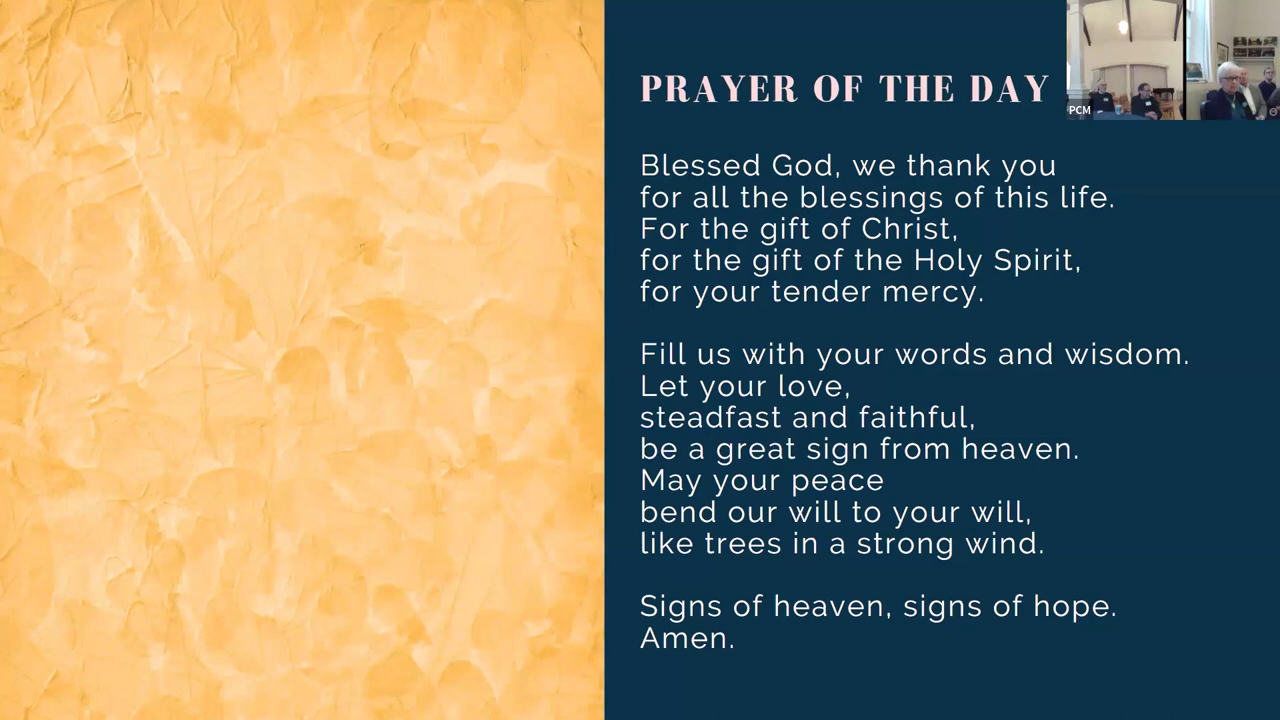 PRAYER OF THE DAY
PCM
Blessed God, we thank you
for all the blessings of this life.
For the gift of Christ,
for the gift of the Holy Spirit,
for your tender mercy.
Fill us with your words and wisdom.
Let your love,
steadfast and faithful,
be a great sign from heaven.
May your peace
bend our will to your will,
like trees in a strong wind.
Signs of heaven, signs of hope.
Amen.